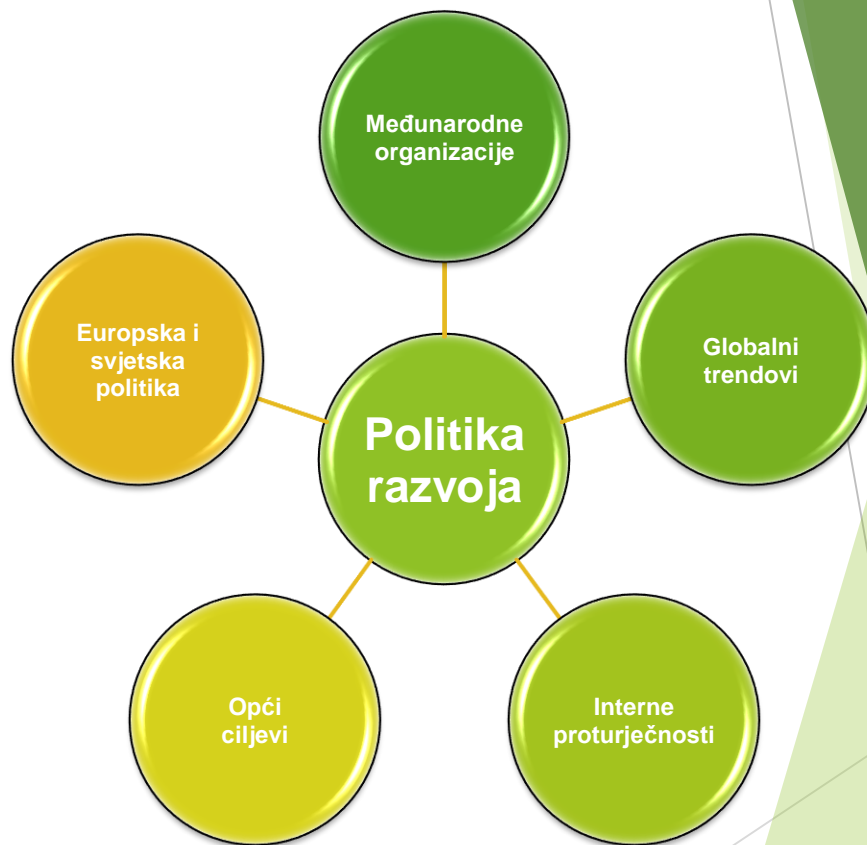 Međunarodne
organizacije
Europska i
svjetska
politika
Globalni
trendovi
Politika
razvoja
Opći
ciljevi
Interne
proturječnosti